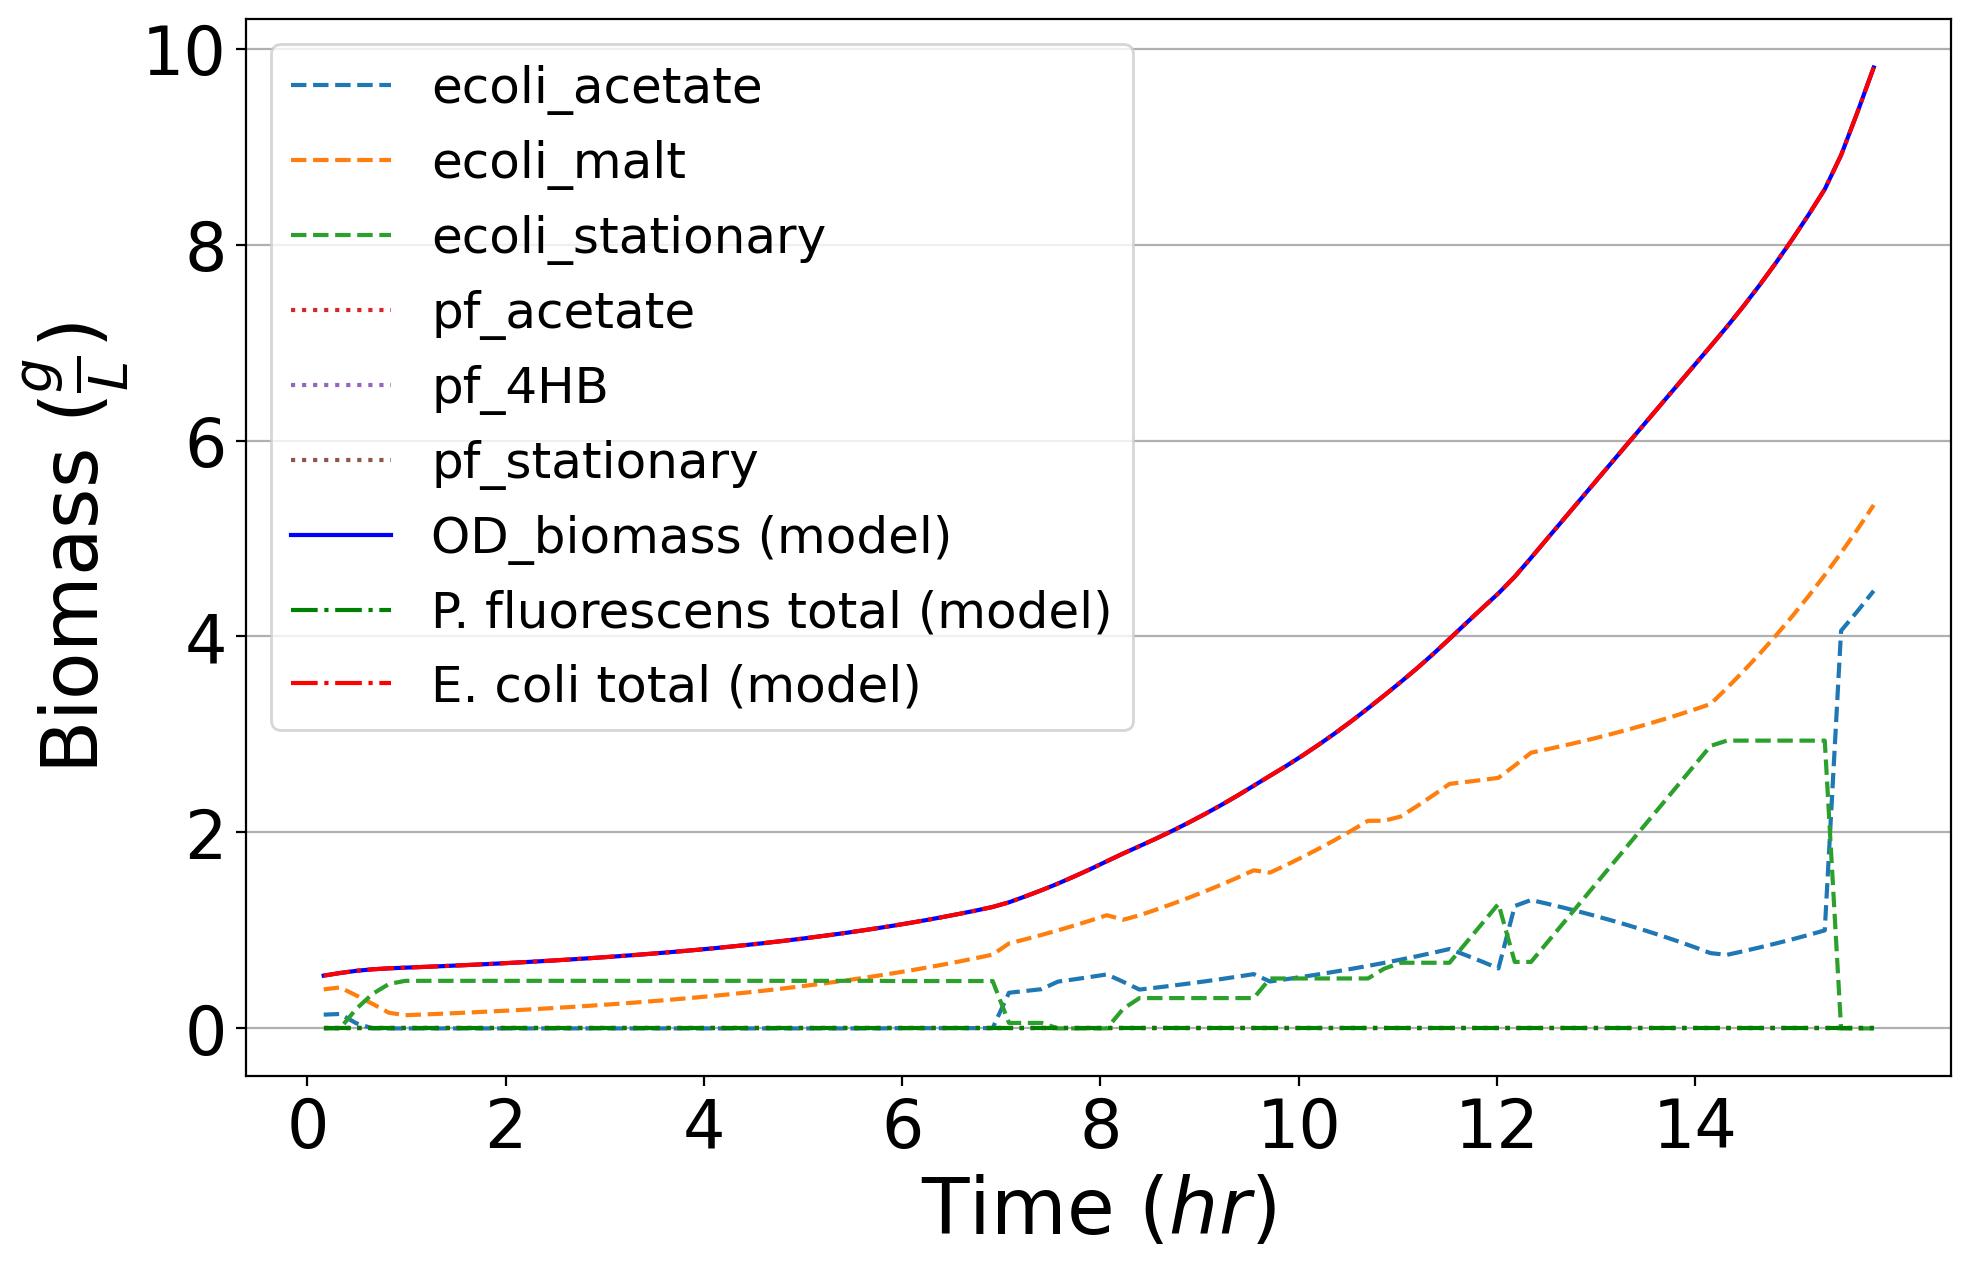 10
8
6
4
2
0
Biomass (g/L)
ecoli_acetate
ecoli_malt
ecoli_stationary
pf_acetate
pf_4HB
pf_stationary
OD_biomass (model)
P. fluorescens total (model)
E. coli total (model)
0 2 4 6 8 10 12 14
Time (hr)